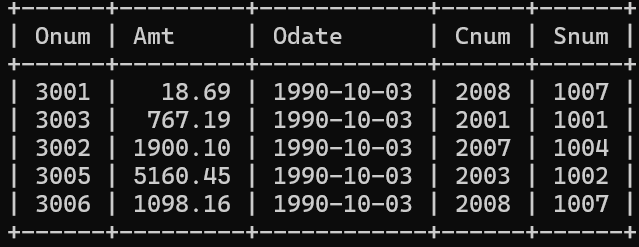 +------+---------+------------+------+------+
| Onum | Amt     | Odate      | Cnum | Snum |
+------+---------+------------+------+------+
| 3001 |   18.69 | 1990-10-03 | 2008 | 1007 |
| 3003 |  767.19 | 1990-10-03 | 2001 | 1001 |
| 3002 | 1900.10 | 1990-10-03 | 2007 | 1004 |
| 3005 | 5160.45 | 1990-10-03 | 2003 | 1002 |
| 3006 | 1098.16 | 1990-10-03 | 2008 | 1007 |
+------+---------+------------+------+------+